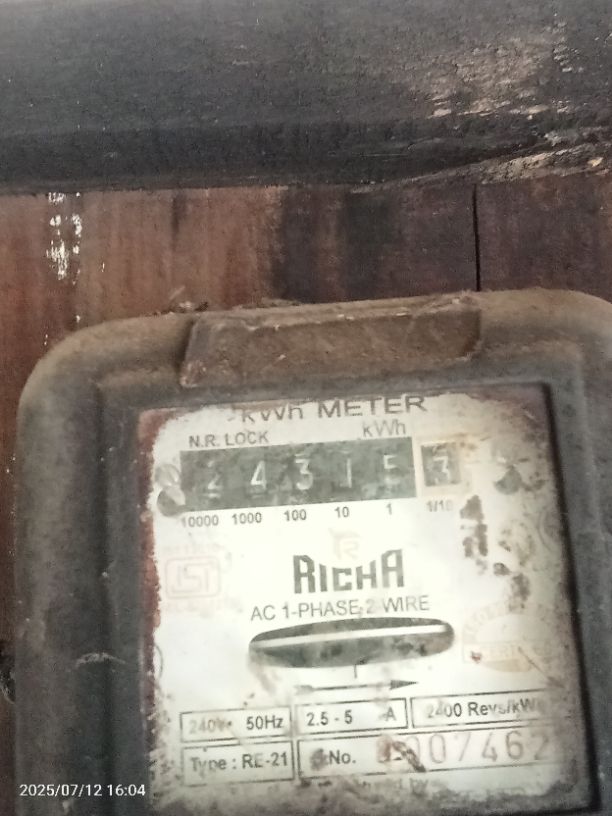 kWh METER
N.R. LOCK kWh
2 4 3 1 5 3
10000 1000 100 10 1 1/10
RICHA
AC 1-PHASE 2 WIRE
240V 50Hz 2.5 - 5 A 2400 Revs/kWh
Type : RE-21 No. 007462
2025/07/12 16:04